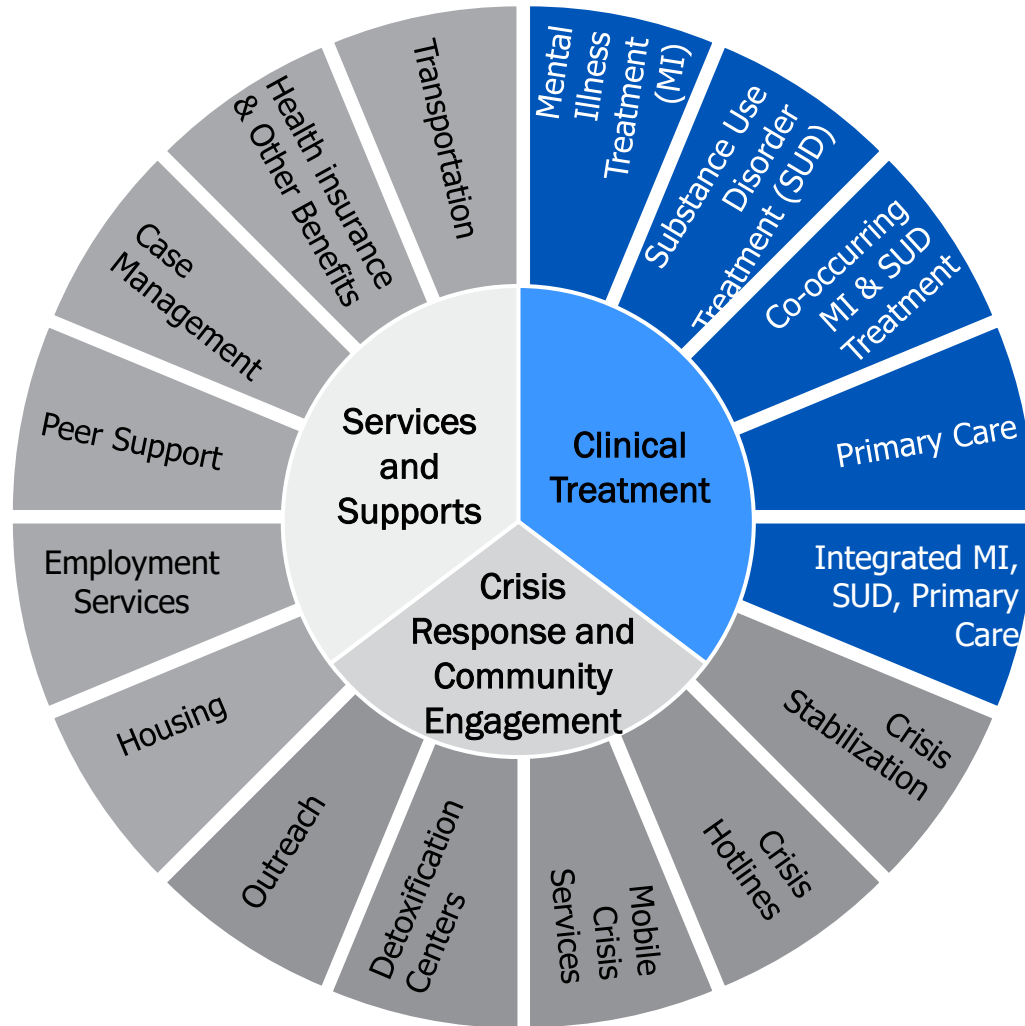 Services
and
Supports
Clinical
Treatment
Crisis
Response and
Community
Engagement
Mental
Illness
Treatment
(MI)
Substance Use
Disorder
Treatment (SUD)
Co-occurring
MI & SUD
Treatment
Primary Care
Integrated MI,
SUD, Primary
Care
Crisis
Stabilization
Crisis
Hotlines
Mobile
Crisis
Services
Detoxification
Centers
Outreach
Housing
Employment
Services
Peer Support
Case
Management
Health insurance
& Other Benefits
Transportation